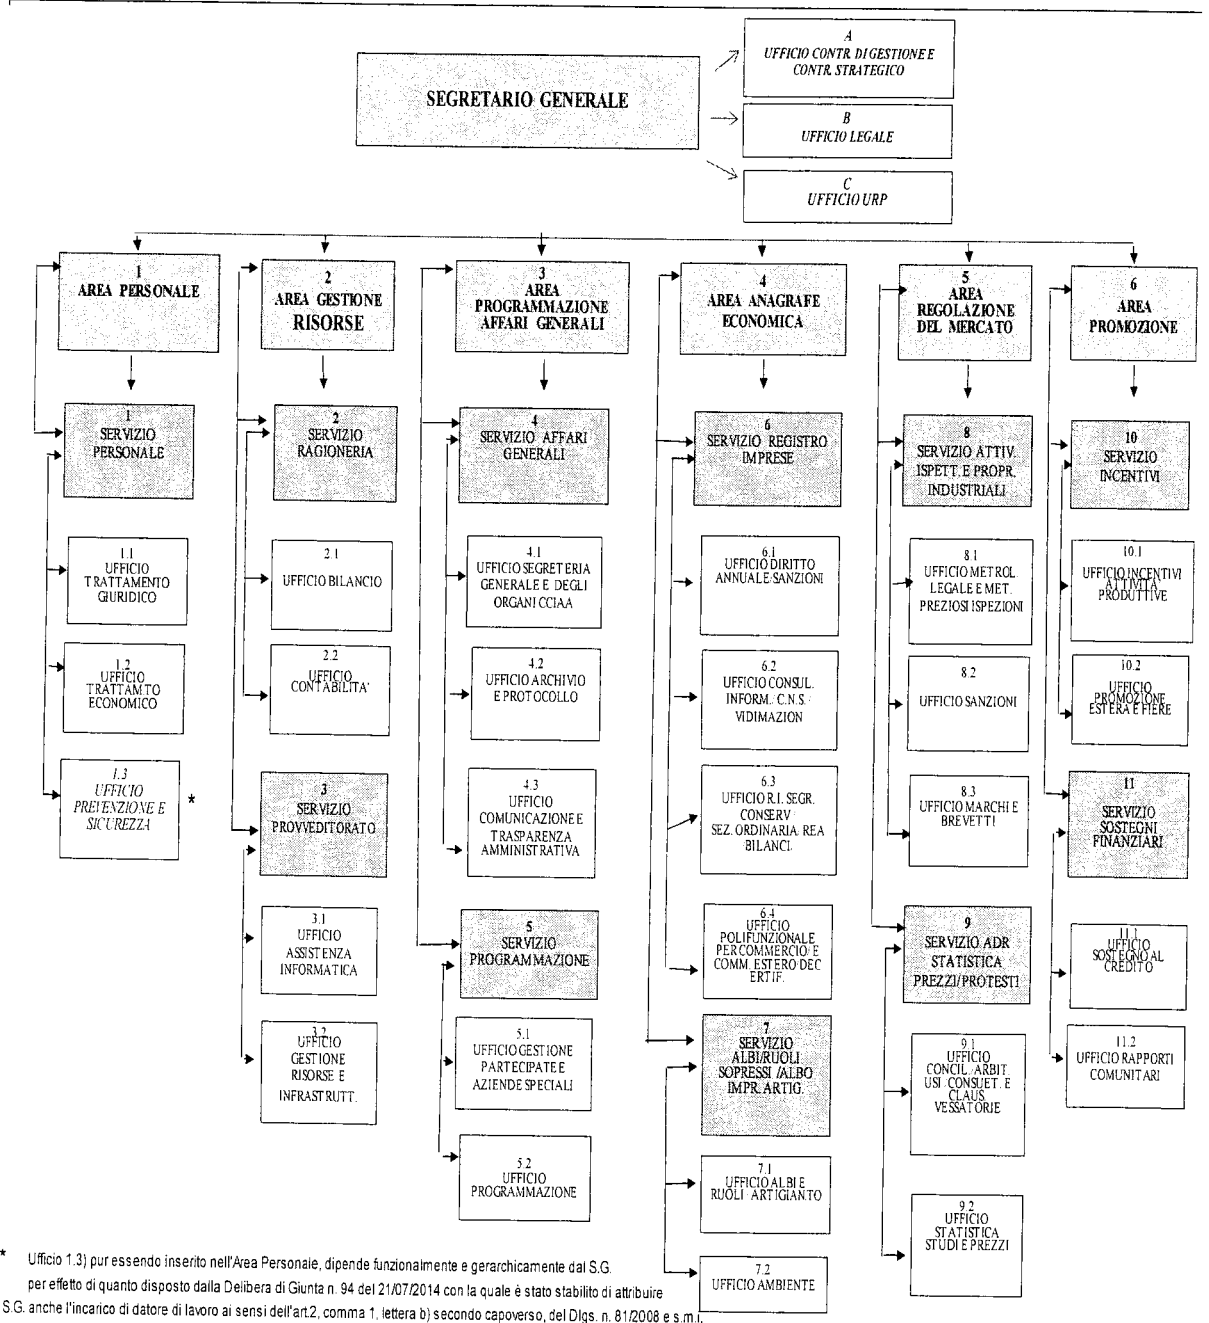 A
UFFICIO CONTR. DI GESTIONE E
CONTR. STRATEGICO
SEGRETARIO GENERALE
B
UFFICIO LEGALE
C
UFFICIO URP
1
AREA PERSONALE
2
AREA GESTIONE
RISORSE
3
AREA
PROGRAMMAZIONE
AFFARI GENERALI
4
AREA ANAGRAFE
ECONOMICA
5
AREA
REGOLAZIONE
DEL MERCATO
6
AREA
PROMOZIONE
1
SERVIZIO
PERSONALE
2
SERVIZIO
RAGIONERIA
4
SERVIZIO AFFARI
GENERALI
6
SERVIZIO REGISTRO
IMPRESE
8
SERVIZIO ATTIV.
ISPETT. E PROPR.
INDUSTRIALI
10
SERVIZIO
INCENTIVI
1.1
UFFICIO
TRATTAMENTO
GIURIDICO
2.1
UFFICIO BILANCIO
4.1
UFFICIO SEGRETERIA
GENERALE E DEGLI
ORGANI CCIAA
6.1
UFFICIO DIRITTO
ANNUALE/SANZIONI
8.1
UFFICIO METROL.
LEGALE E MET.
PREZIOSI ISPEZIONI
10.1
UFFICIO INCENTIVI
ATTIVITA'
PRODUTTIVE
1.2
UFFICIO
TRATTAM.TO
ECONOMICO
2.2
UFFICIO
CONTABILITA'
4.2
UFFICIO ARCHIVIO
E PROTOCOLLO
6.2
UFFICIO CONSUL.
INFORM./ C.N.S./
VIDIMAZION
8.2
UFFICIO SANZIONI
10.2
UFFICIO
PROMOZIONE
ESTERA E FIERE
1.3
UFFICIO
PREVENZIONE E
SICUREZZA
*
3
SERVIZIO
PROVVEDITORATO
4.3
UFFICIO
COMUNICAZIONE E
TRASPARENZA
AMMINISTRATIVA
6.3
UFFICIO R.I. SEGR.
CONSERV
SEZ. ORDINARIA/ REA
BILANCI.
8.3
UFFICIO MARCHI E
BREVETTI
11
SERVIZIO
SOSTEGNI
FINANZIARI
3.1
UFFICIO
ASSISTENZA
INFORMATICA
5
SERVIZIO
PROGRAMMAZIONE
6.4
UFFICIO
POLIFUNZIONALE
PER COMMERCIO/ E
COMM. ESTERO DEC
ERTIF.
9
SERVIZIO ADR
STATISTICA
PREZZI/PROTESTI
11.1
UFFICIO
SOSTEGNO AL
CREDITO
3.2
UFFICIO
GESTIONE
RISORSE E
INFRASTRUTT.
5.1
UFFICIO GESTIONE
PARTECIPATE E
AZIENDE SPECIALI
7
SERVIZIO
ALBI/RUOLI
SOPRESSI /ALBO
IMPR. ARTIG.
9.1
UFFICIO
CONCIL./ARBIT.
USI /CONSUET. E
CLAUS.
VESSATORIE
11.2
UFFICIO RAPPORTI
COMUNITARI
5.2
UFFICIO
PROGRAMMAZIONE
7.1
UFFICIO ALBI E
RUOLI / ARTIGIANTO
9.2
UFFICIO
STATISTICA
STUDI E PREZZI
7.2
UFFICIO AMBIENTE
* Ufficio 1.3) pur essendo inserito nell'Area Personale, dipende funzionalmente e gerarchicamente dal S.G.
per effetto di quanto disposto dalla Delibera di Giunta n. 94 del 21/07/2014 con la quale è stato stabilito di attribuire
S.G. anche l'incarico di datore di lavoro ai sensi dell'art.2, comma 1, lettera b) secondo capoverso, del Dlgs. n. 81/2008 e s.m.i.